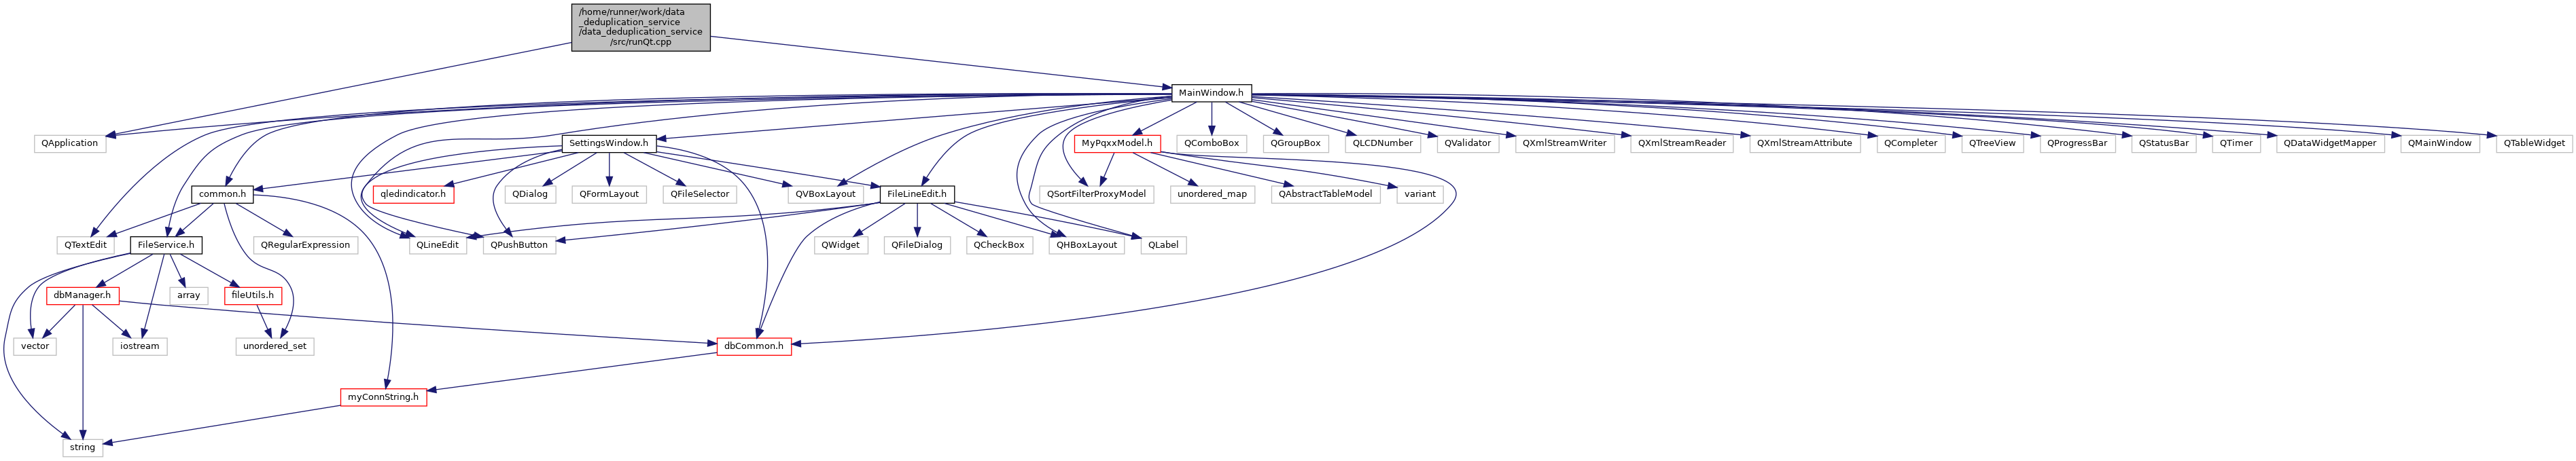 /home/runner/work/data
_deduplication_service
/data_deduplication_service
/src/runQt.cpp
MainWindow.h
QApplication
SettingsWindow.h
MyPqxxModel.h
QComboBox
QGroupBox
QLCDNumber
QValidator
QXmlStreamWriter
QXmlStreamReader
QXmlStreamAttribute
QCompleter
QTreeView
QProgressBar
QStatusBar
QTimer
QDataWidgetMapper
QMainWindow
QTableWidget
common.h
qledindicator.h
QDialog
QFormLayout
QFileSelector
QVBoxLayout
FileLineEdit.h
QSortFilterProxyModel
unordered_map
QAbstractTableModel
variant
QTextEdit
FileService.h
QRegularExpression
QLineEdit
QPushButton
QWidget
QFileDialog
QCheckBox
QHBoxLayout
QLabel
dbManager.h
array
fileUtils.h
vector
iostream
unordered_set
dbCommon.h
myConnString.h
string